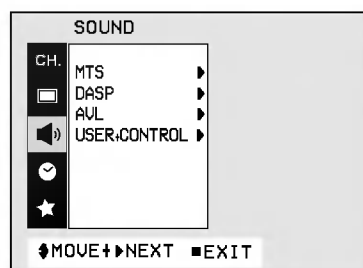 SOUND
CH.
MTS
DASP
AVL
USER+CONTROL
MOVE+NEXT EXIT